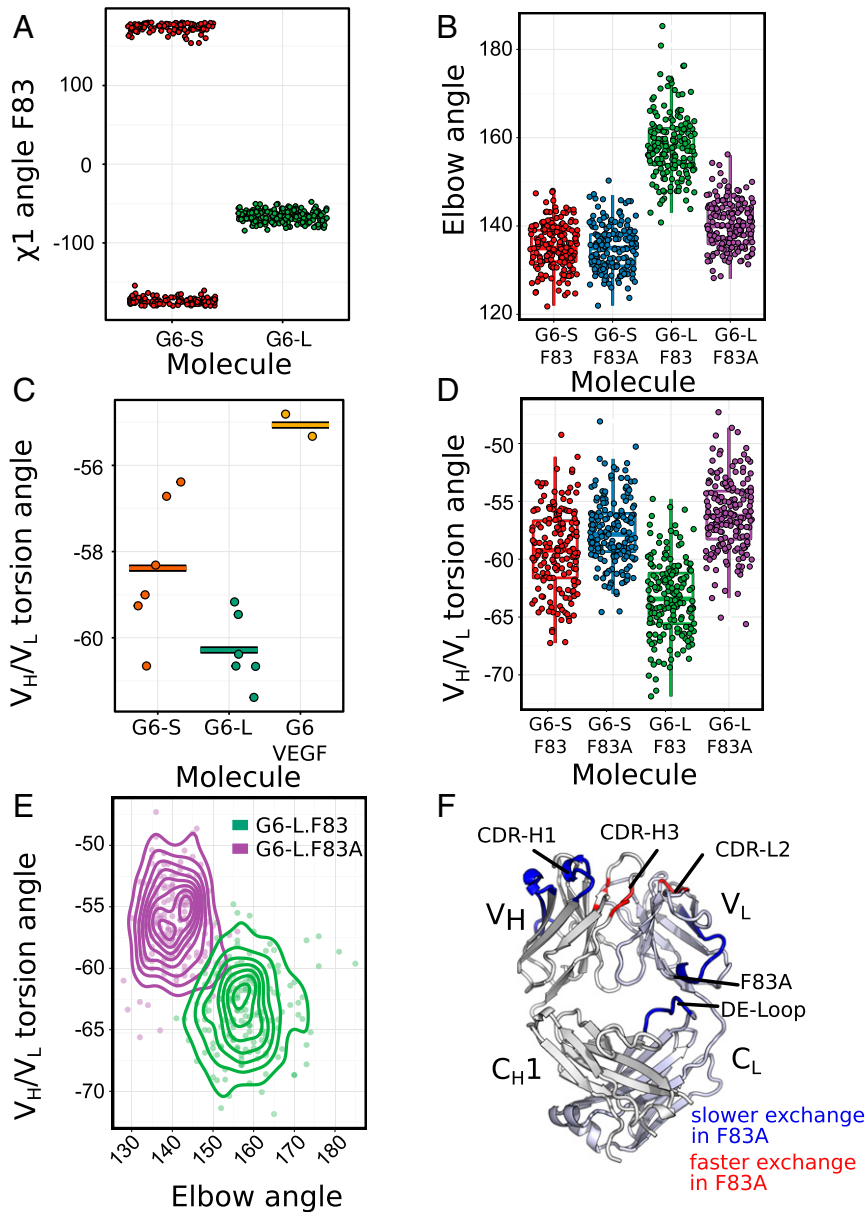 A
χ1 angle F83
100
0
-100
G6-S
G6-L
Molecule
B
Elbow angle
180
160
140
120
G6-S F83
G6-S F83A
G6-L F83
G6-L F83A
Molecule
C
VH/VL torsion angle
-56
-58
-60
G6-S
G6-L
G6 VEGF
Molecule
D
VH/VL torsion angle
-50
-55
-60
-65
-70
G6-S F83
G6-S F83A
G6-L F83
G6-L F83A
Molecule
E
VH/VL torsion angle
-50
-55
-60
-65
-70
G6-L.F83
G6-L.F83A
130
140
150
160
170
180
Elbow angle
F
CDR-H1
CDR-H3
CDR-L2
VH
VL
F83A
DE-Loop
CH1
CL
slower exchange
in F83A
faster exchange
in F83A